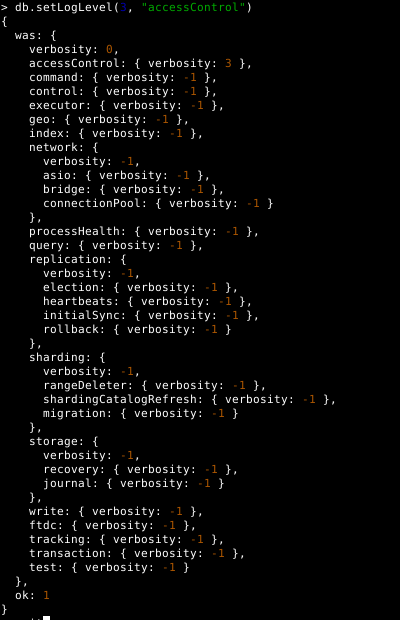 > db.setLogLevel(3, "accessControl")
{
  was: {
    verbosity: 0,
    accessControl: { verbosity: 3 },
    command: { verbosity: -1 },
    control: { verbosity: -1 },
    executor: { verbosity: -1 },
    geo: { verbosity: -1 },
    index: { verbosity: -1 },
    network: {
      verbosity: -1,
      asio: { verbosity: -1 },
      bridge: { verbosity: -1 },
      connectionPool: { verbosity: -1 }
    },
    processHealth: { verbosity: -1 },
    query: { verbosity: -1 },
    replication: {
      verbosity: -1,
      election: { verbosity: -1 },
      heartbeats: { verbosity: -1 },
      initialSync: { verbosity: -1 },
      rollback: { verbosity: -1 }
    },
    sharding: {
      verbosity: -1,
      rangeDeleter: { verbosity: -1 },
      shardingCatalogRefresh: { verbosity: -1 },
      migration: { verbosity: -1 }
    },
    storage: {
      verbosity: -1,
      recovery: { verbosity: -1 },
      journal: { verbosity: -1 }
    },
    write: { verbosity: -1 },
    ftdc: { verbosity: -1 },
    tracking: { verbosity: -1 },
    transaction: { verbosity: -1 },
    test: { verbosity: -1 }
  },
  ok: 1
}